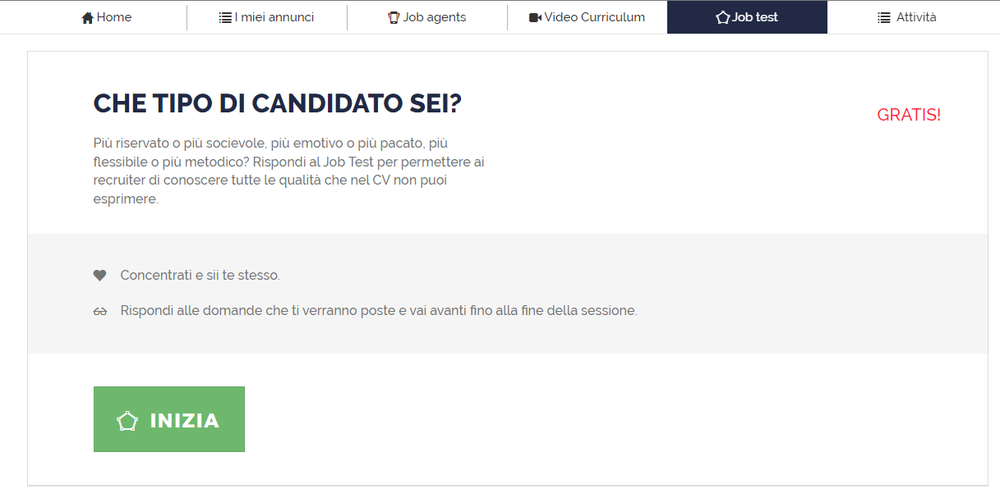 Home I miei annunci Job agents Video Curriculum Job test Attività
CHE TIPO DI CANDIDATO SEI?
GRATIS!
Più riservato o più socievole, più emotivo o più pacato, più
flessibile o più metodico? Rispondi al Job Test per permettere ai
recruiter di conoscere tutte le qualità che nel CV non puoi
esprimere.
Concentrati e sii te stesso.
Rispondi alle domande che ti verranno poste e vai avanti fino alla fine della sessione.
INIZIA